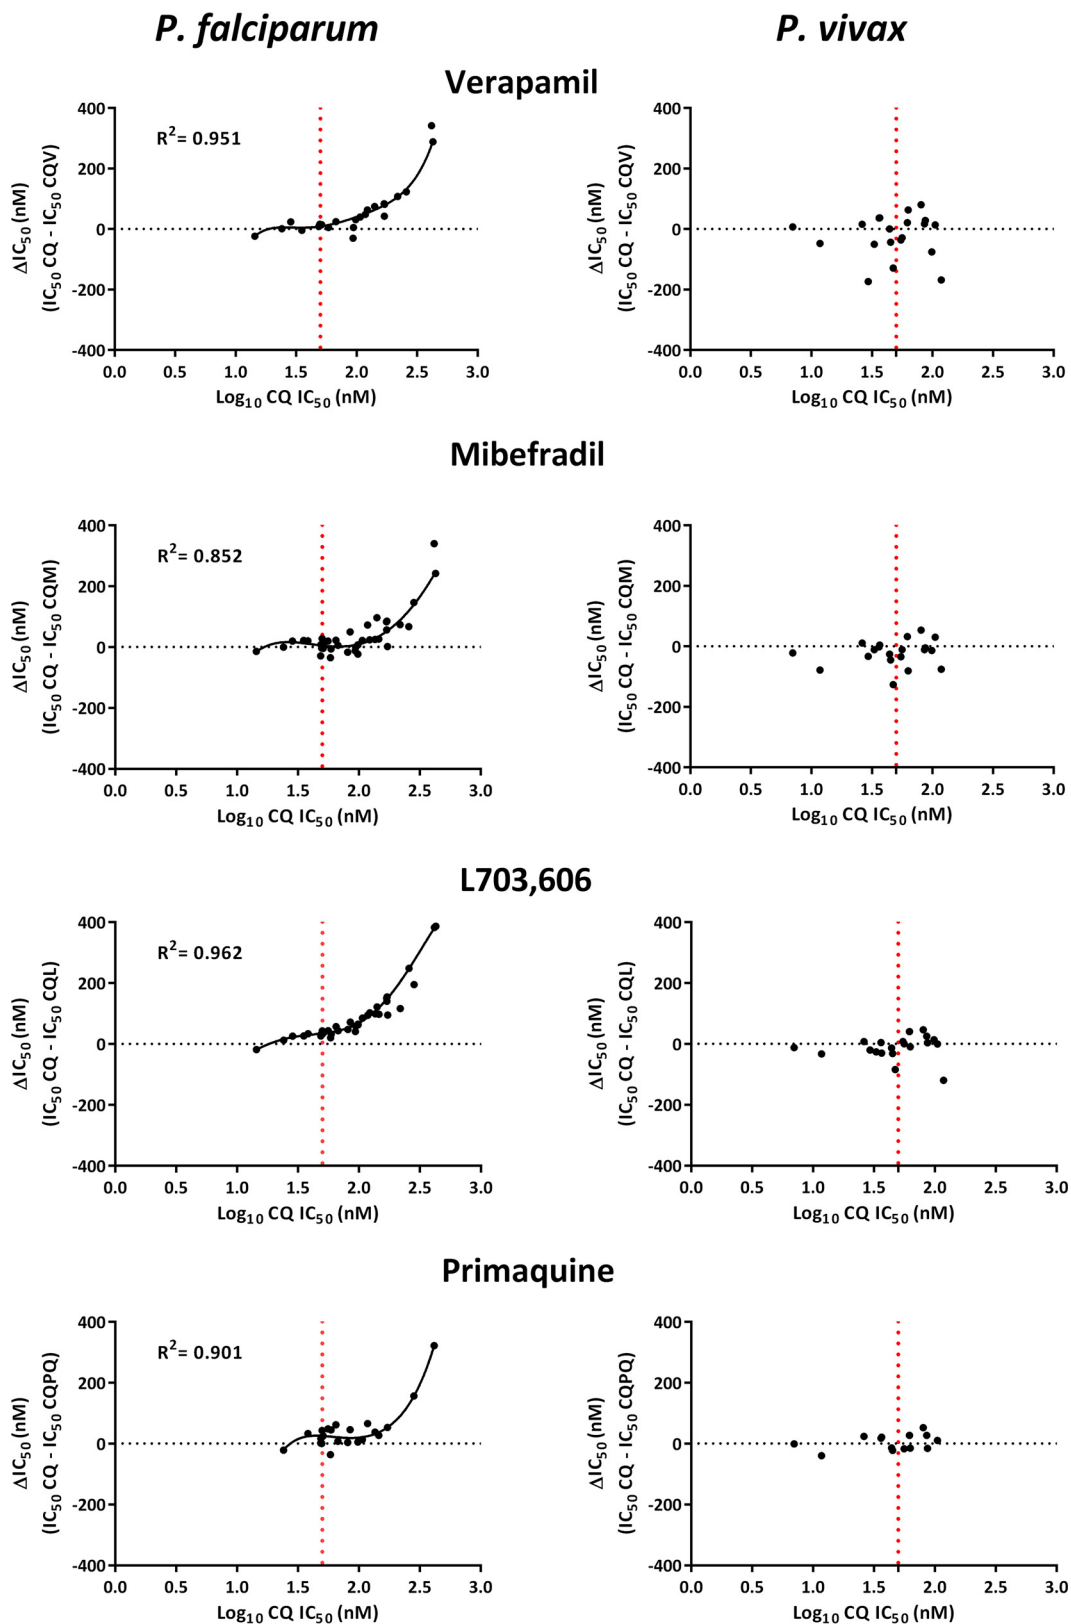 P. falciparum
P. vivax
Verapamil
400
200
0
-200
-400
R²= 0.951
ΔIC₅₀ (nM)
(IC₅₀ CQ - IC₅₀ CQV)
0.0 0.5 1.0 1.5 2.0 2.5 3.0
Log₁₀ CQ IC₅₀ (nM)
400
200
0
-200
-400
ΔIC₅₀ (nM)
(IC₅₀ CQ - IC₅₀ CQV)
0.0 0.5 1.0 1.5 2.0 2.5 3.0
Log₁₀ CQ IC₅₀ (nM)
Mibefradil
400
200
0
-200
-400
R²= 0.852
ΔIC₅₀ (nM)
(IC₅₀ CQ - IC₅₀ CQM)
0.0 0.5 1.0 1.5 2.0 2.5 3.0
Log₁₀ CQ IC₅₀ (nM)
400
200
0
-200
-400
ΔIC₅₀ (nM)
(IC₅₀ CQ - IC₅₀ CQM)
0.0 0.5 1.0 1.5 2.0 2.5 3.0
Log₁₀ CQ IC₅₀ (nM)
L703,606
400
200
0
-200
-400
R²= 0.962
ΔIC₅₀ (nM)
(IC₅₀ CQ - IC₅₀ CQL)
0.0 0.5 1.0 1.5 2.0 2.5 3.0
Log₁₀ CQ IC₅₀ (nM)
400
200
0
-200
-400
ΔIC₅₀ (nM)
(IC₅₀ CQ - IC₅₀ CQL)
0.0 0.5 1.0 1.5 2.0 2.5 3.0
Log₁₀ CQ IC₅₀ (nM)
Primaquine
400
200
0
-200
-400
R²= 0.901
ΔIC₅₀ (nM)
(IC₅₀ CQ - IC₅₀ CQPQ)
0.0 0.5 1.0 1.5 2.0 2.5 3.0
Log₁₀ CQ IC₅₀ (nM)
400
200
0
-200
-400
ΔIC₅₀ (nM)
(IC₅₀ CQ - IC₅₀ CQPQ)
0.0 0.5 1.0 1.5 2.0 2.5 3.0
Log₁₀ CQ IC₅₀ (nM)